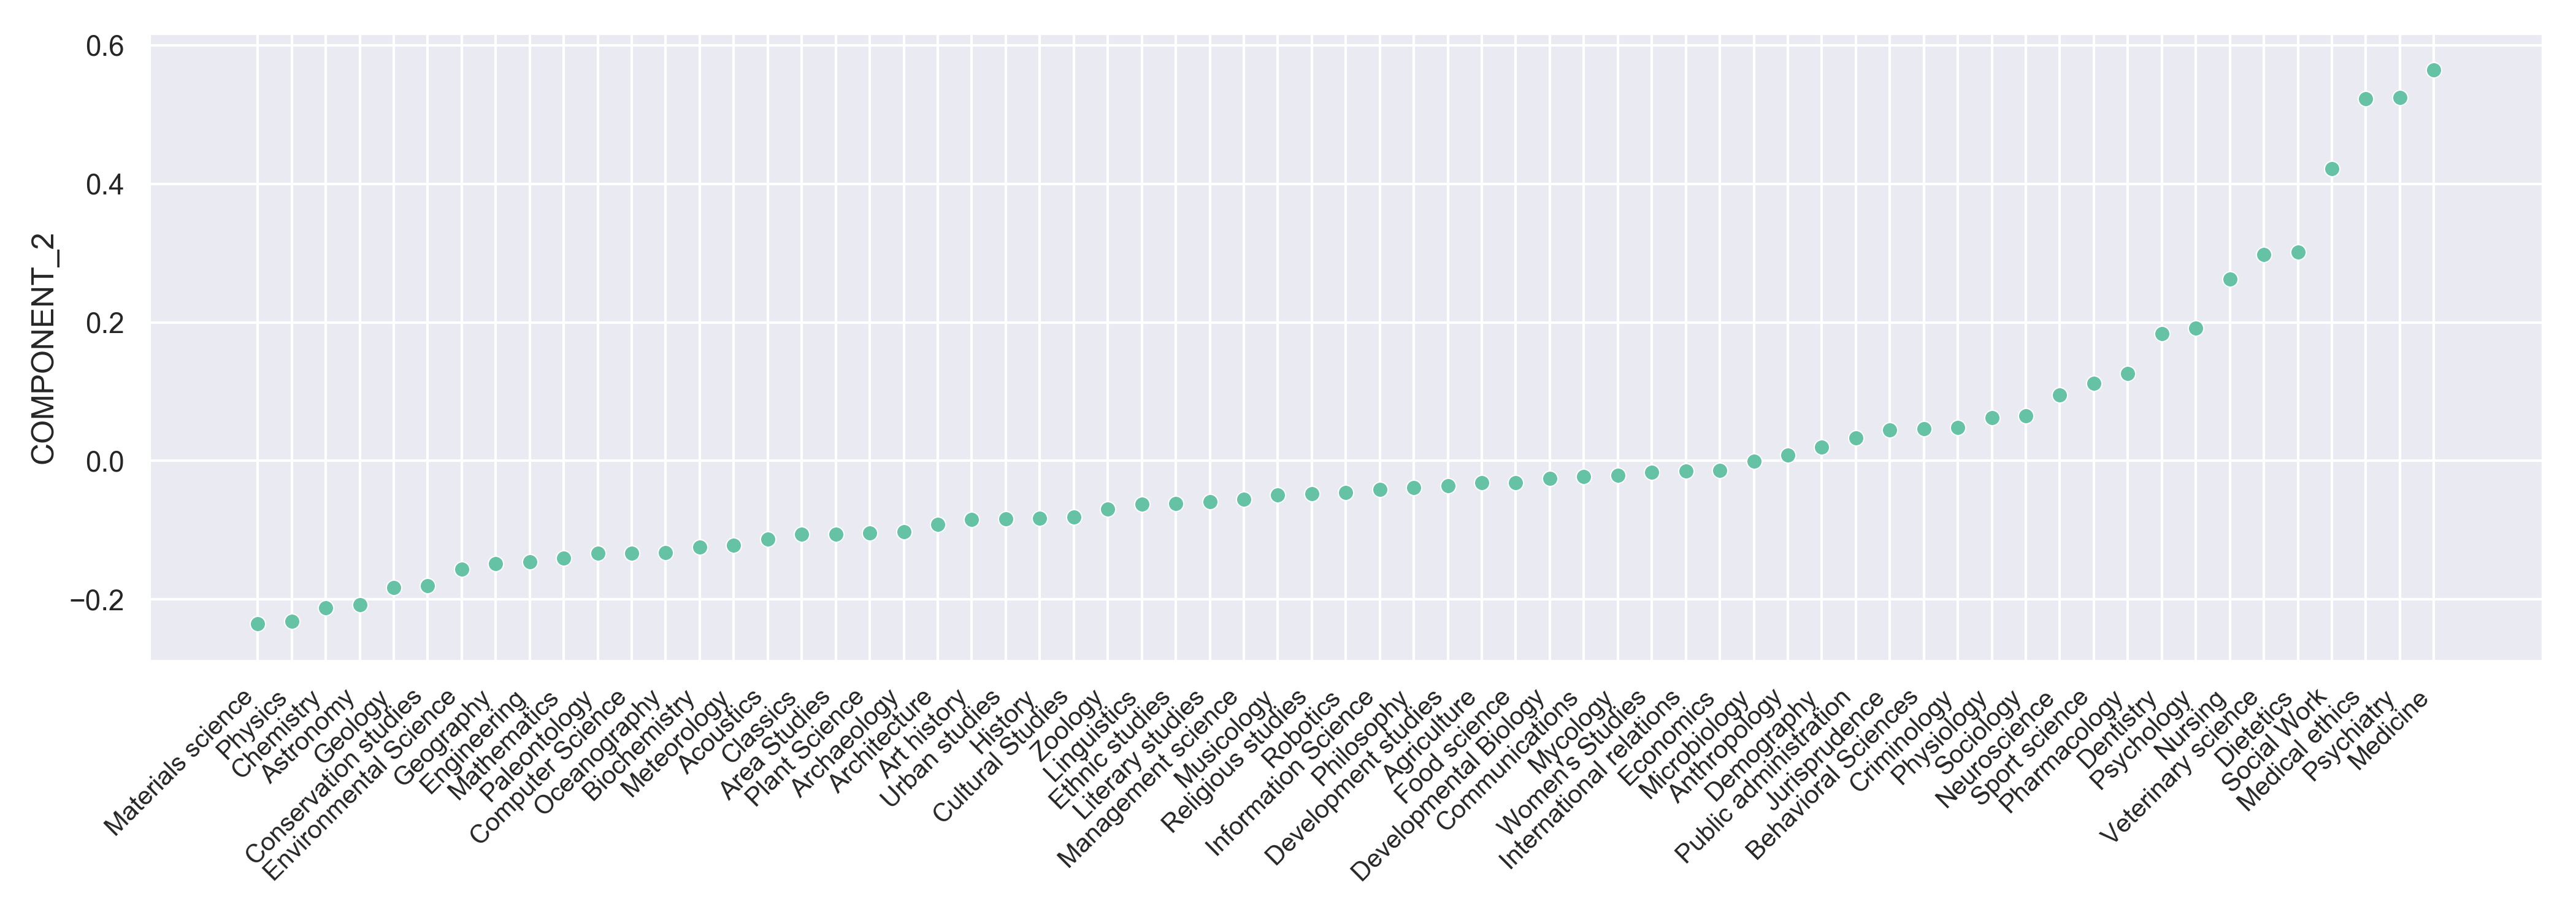 COMPONENT_2
0.6
0.4
0.2
0.0
−0.2
Materials science
Physics
Chemistry
Astronomy
Geology
Conservation studies
Environmental Science
Geography
Engineering
Mathematics
Paleontology
Computer Science
Oceanography
Biochemistry
Meteorology
Acoustics
Classics
Area Studies
Plant Science
Archaeology
Architecture
Art history
Urban studies
History
Cultural Studies
Zoology
Linguistics
Ethnic studies
Literary studies
Management science
Musicology
Religious studies
Robotics
Information Science
Philosophy
Development studies
Agriculture
Food science
Developmental Biology
Communications
Mycology
Women's Studies
International relations
Economics
Microbiology
Anthropology
Demography
Public administration
Jurisprudence
Behavioral Sciences
Criminology
Physiology
Sociology
Neuroscience
Sport science
Pharmacology
Dentistry
Psychology
Nursing
Veterinary science
Dietetics
Social Work
Medical ethics
Psychiatry
Medicine